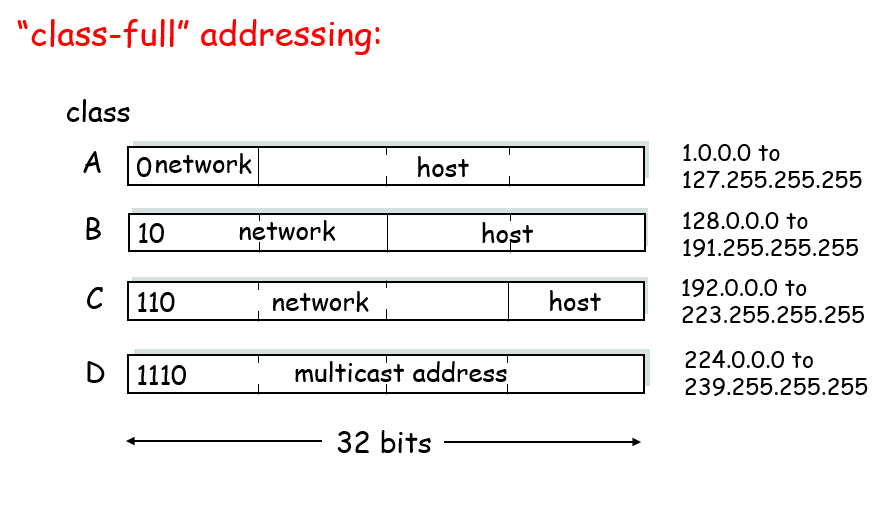 “class-full” addressing:
class
A 0network host 1.0.0.0 to
127.255.255.255
B 10 network host 128.0.0.0 to
191.255.255.255
C 110 network host 192.0.0.0 to
223.255.255.255
D 1110 multicast address 224.0.0.0 to
239.255.255.255
32 bits